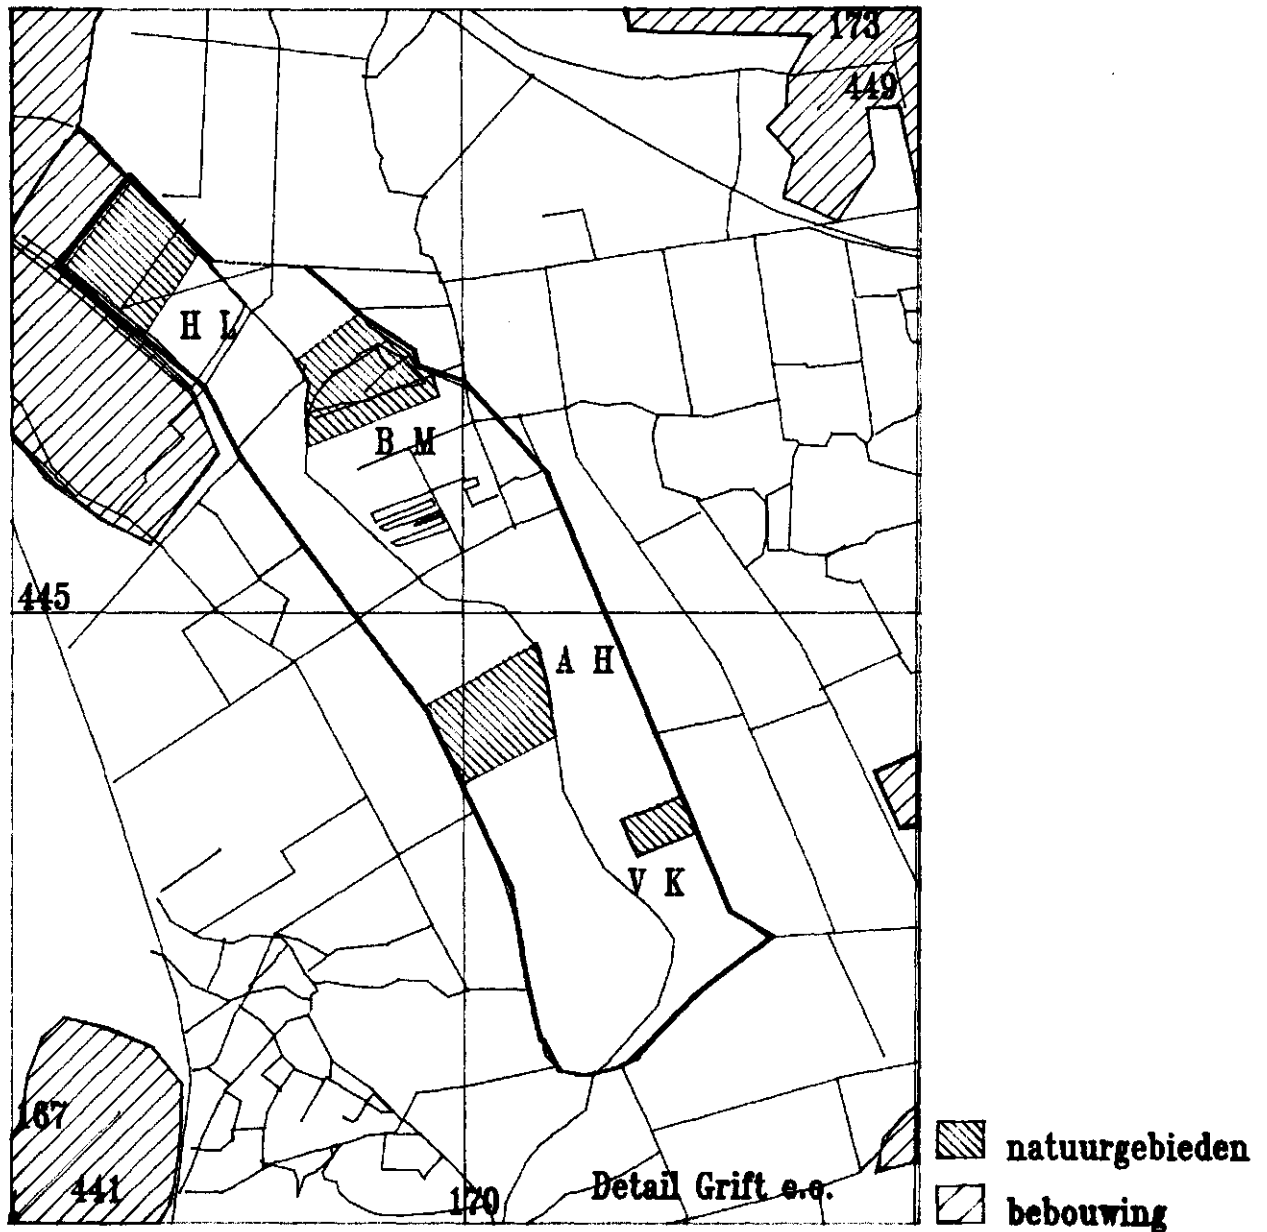 173
449
H L
B M
445
A H
V K
167
441
170
Detail Grift e.o.
natuurgebieden
bebouwing